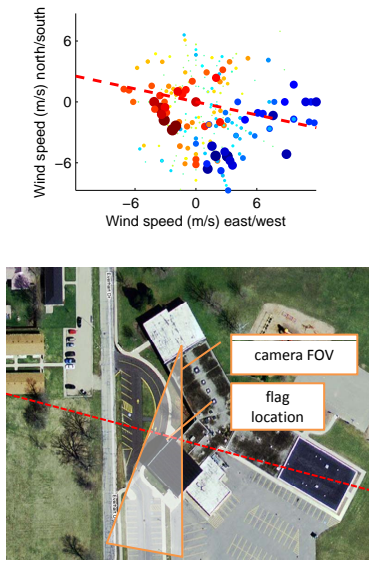 Wind speed (m/s) north/south
6
0
−6
−6 0 6
Wind speed (m/s) east/west
camera FOV
flag
location